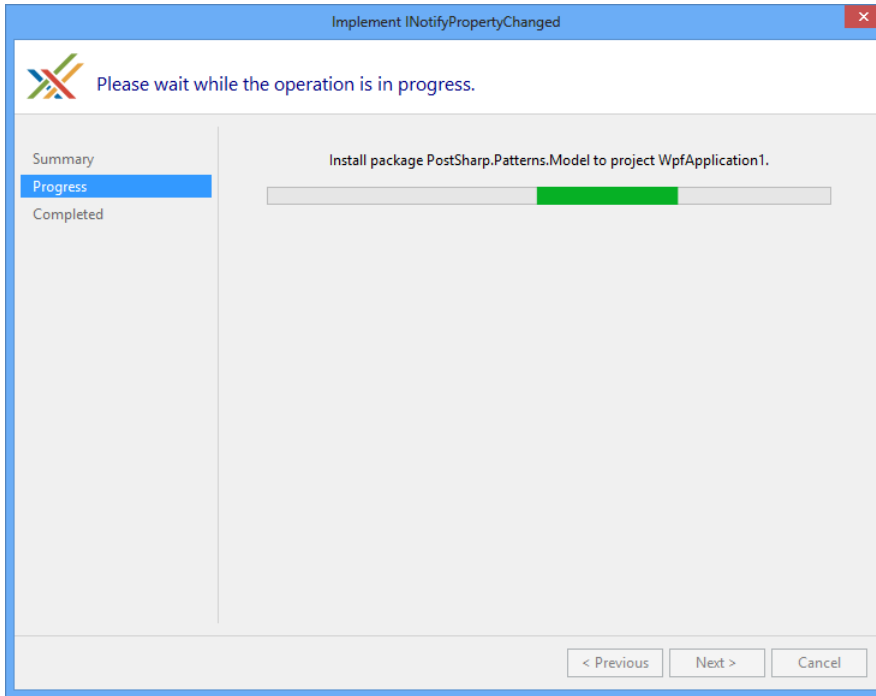 Implement INotifyPropertyChanged
Please wait while the operation is in progress.
Summary
Progress
Completed
Install package PostSharp.Patterns.Model to project WpfApplication1.
< Previous
Next >
Cancel